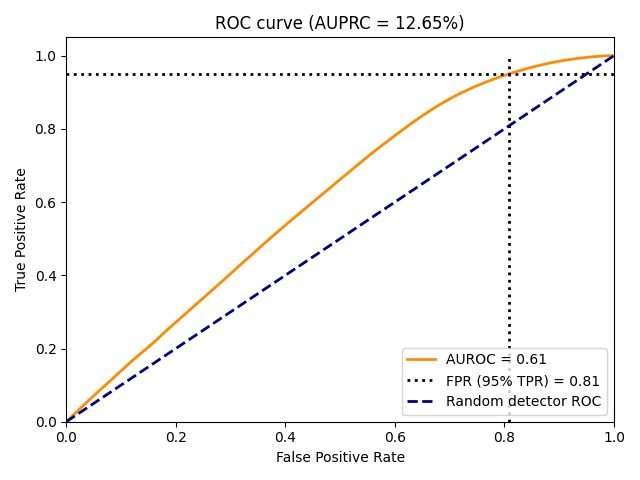 ROC curve (AUPRC = 12.65%)
True Positive Rate
1.0
0.8
0.6
0.4
0.2
0.0
AUROC = 0.61
FPR (95% TPR) = 0.81
Random detector ROC
0.0 0.2 0.4 0.6 0.8 1.0
False Positive Rate